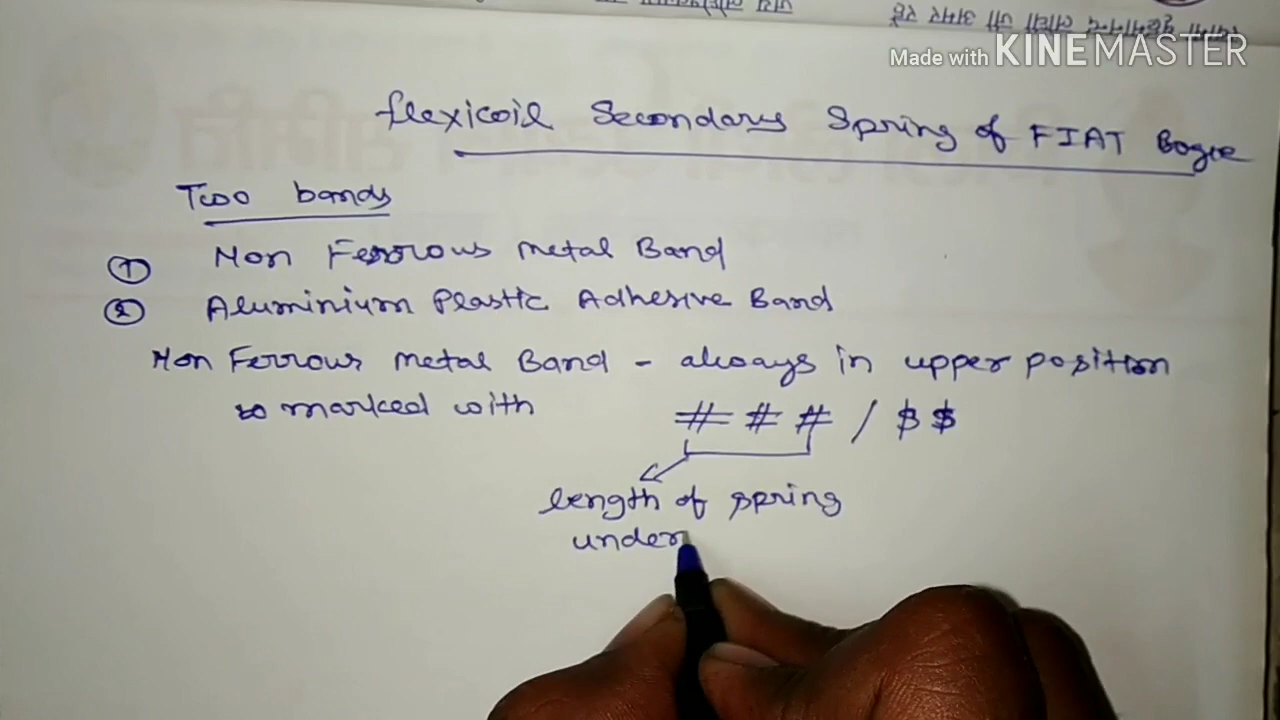 Made with KINEMASTER
flexicoil Secondary Spring of FIAT Bogie
Two bands
① Non Ferrous metal Band
② Aluminium Plastic Adhesive Band
Non Ferrous metal Band - always in upper position
so marked with # # # / $ $
length of spring
under